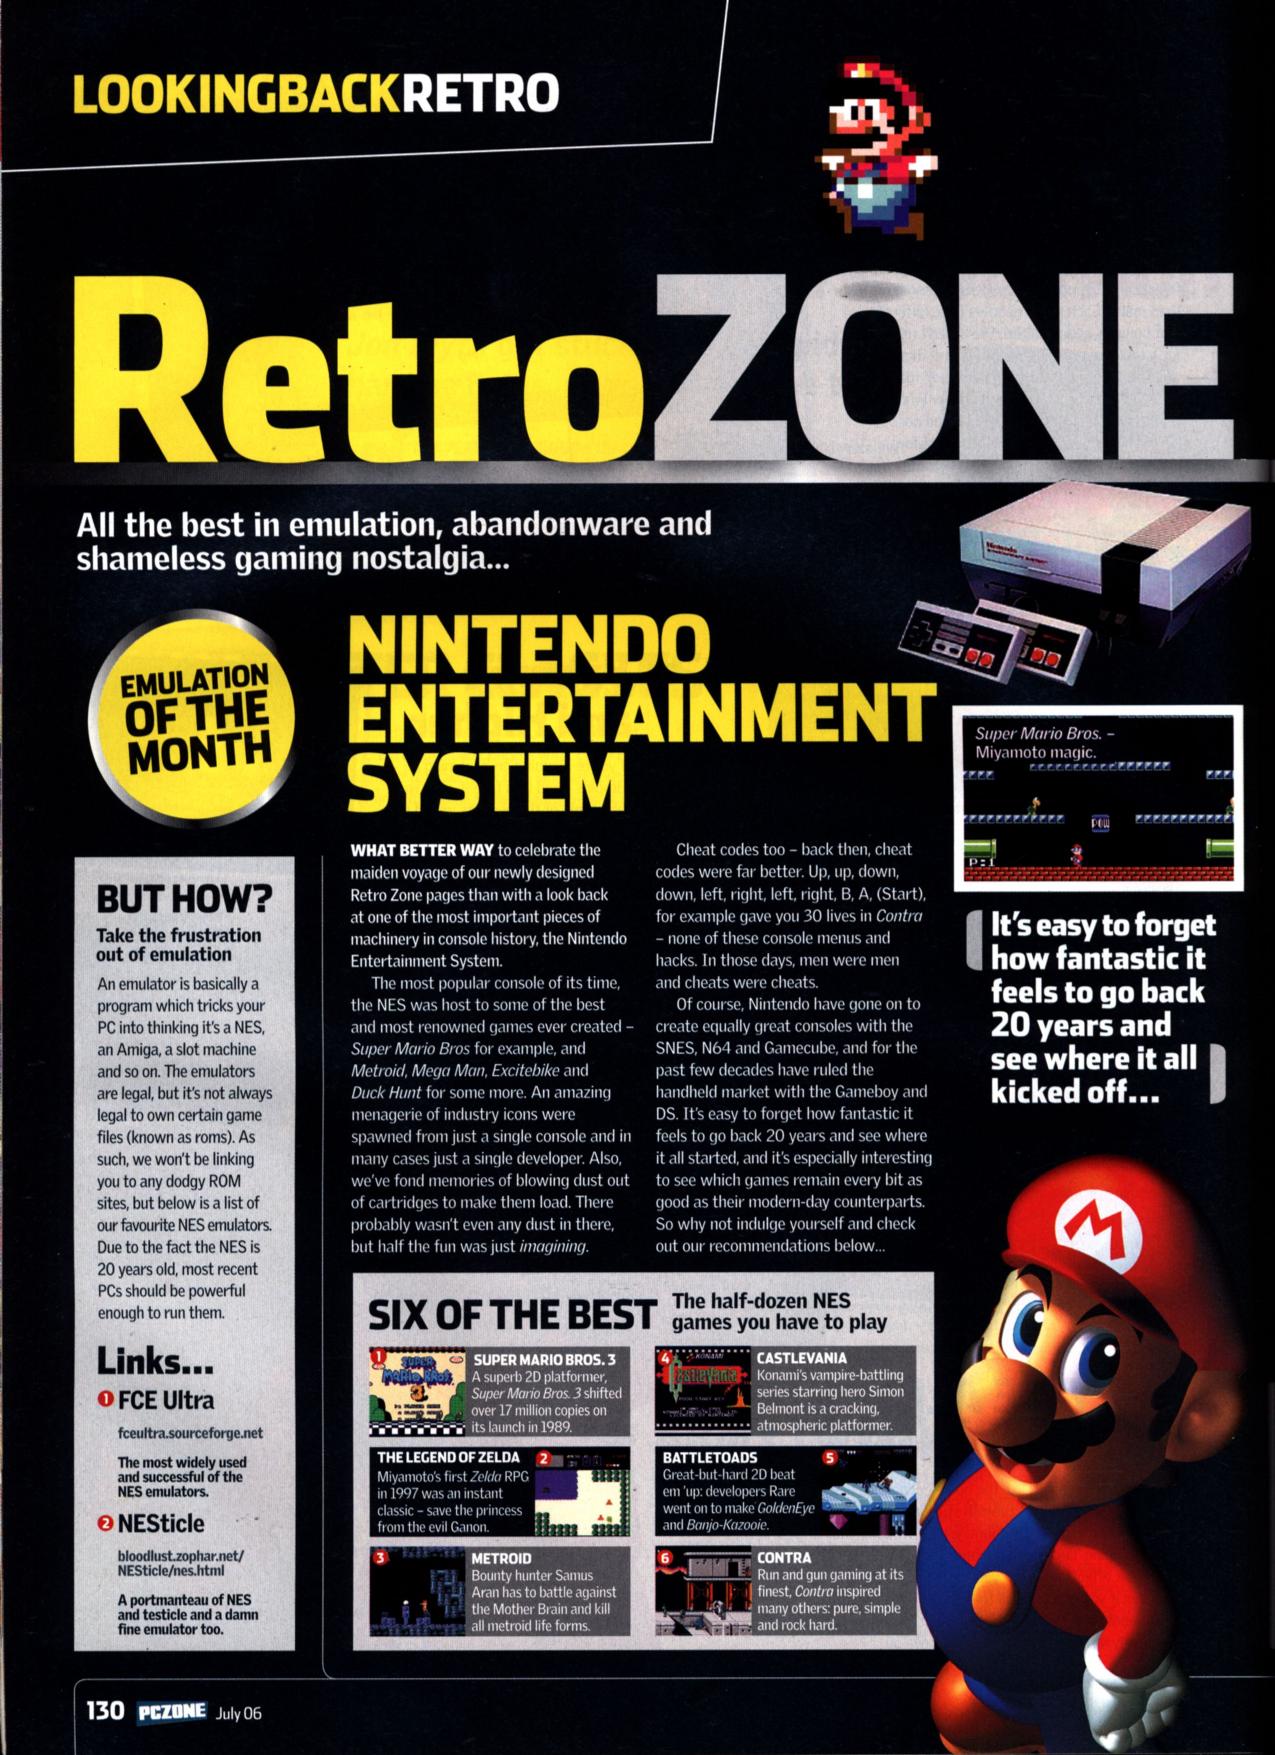 LOOKINGBACKRETRO
RetroZONE
All the best in emulation, abandonware and
shameless gaming nostalgia...
EMULATION
OF THE
MONTH
NINTENDO
ENTERTAINMENT
SYSTEM
Super Mario Bros. –
Miyamoto magic.
POW
P:1
BUT HOW?
Take the frustration
out of emulation
An emulator is basically a
program which tricks your
PC into thinking it's a NES,
an Amiga, a slot machine
and so on. The emulators
are legal, but it's not always
legal to own certain game
files (known as roms). As
such, we won't be linking
you to any dodgy ROM
sites, but below is a list of
our favourite NES emulators.
Due to the fact the NES is
20 years old, most recent
PCs should be powerful
enough to run them.
Links...
1 FCE Ultra
fceultra.sourceforge.net
The most widely used
and successful of the
NES emulators.
2 NESticle
bloodlust.zophar.net/
NESticle/nes.html
A portmanteau of NES
and testicle and a damn
fine emulator too.
WHAT BETTER WAY to celebrate the
maiden voyage of our newly designed
Retro Zone pages than with a look back
at one of the most important pieces of
machinery in console history, the Nintendo
Entertainment System.
The most popular console of its time,
the NES was host to some of the best
and most renowned games ever created –
Super Mario Bros for example, and
Metroid, Mega Man, Excitebike and
Duck Hunt for some more. An amazing
menagerie of industry icons were
spawned from just a single console and in
many cases just a single developer. Also,
we've fond memories of blowing dust out
of cartridges to make them load. There
probably wasn't even any dust in there,
but half the fun was just imagining.
Cheat codes too – back then, cheat
codes were far better. Up, up, down,
down, left, right, left, right, B, A, (Start),
for example gave you 30 lives in Contra
– none of these console menus and
hacks. In those days, men were men
and cheats were cheats.
Of course, Nintendo have gone on to
create equally great consoles with the
SNES, N64 and Gamecube, and for the
past few decades have ruled the
handheld market with the Gameboy and
DS. It's easy to forget how fantastic it
feels to go back 20 years and see where
it all started, and it's especially interesting
to see which games remain every bit as
good as their modern-day counterparts.
So why not indulge yourself and check
out our recommendations below...
It's easy to forget
how fantastic it
feels to go back
20 years and
see where it all
kicked off...
M
SIX OF THE BEST
The half-dozen NES
games you have to play
1
SUPER MARIO BROS. 3
A superb 2D platformer,
Super Mario Bros. 3 shifted
over 17 million copies on
its launch in 1989.
THE LEGEND OF ZELDA
2
Miyamoto's first Zelda RPG
in 1997 was an instant
classic – save the princess
from the evil Ganon.
3
METROID
Bounty hunter Samus
Aran has to battle against
the Mother Brain and kill
all metroid life forms.
4
CASTLEVANIA
Konami's vampire-battling
series starring hero Simon
Belmont is a cracking,
atmospheric platformer.
BATTLETOADS
5
Great-but-hard 2D beat
em 'up: developers Rare
went on to make GoldenEye
and Banjo-Kazooie.
6
CONTRA
Run and gun gaming at its
finest, Contra inspired
many others: pure, simple
and rock hard.
130 PCZONE July 06